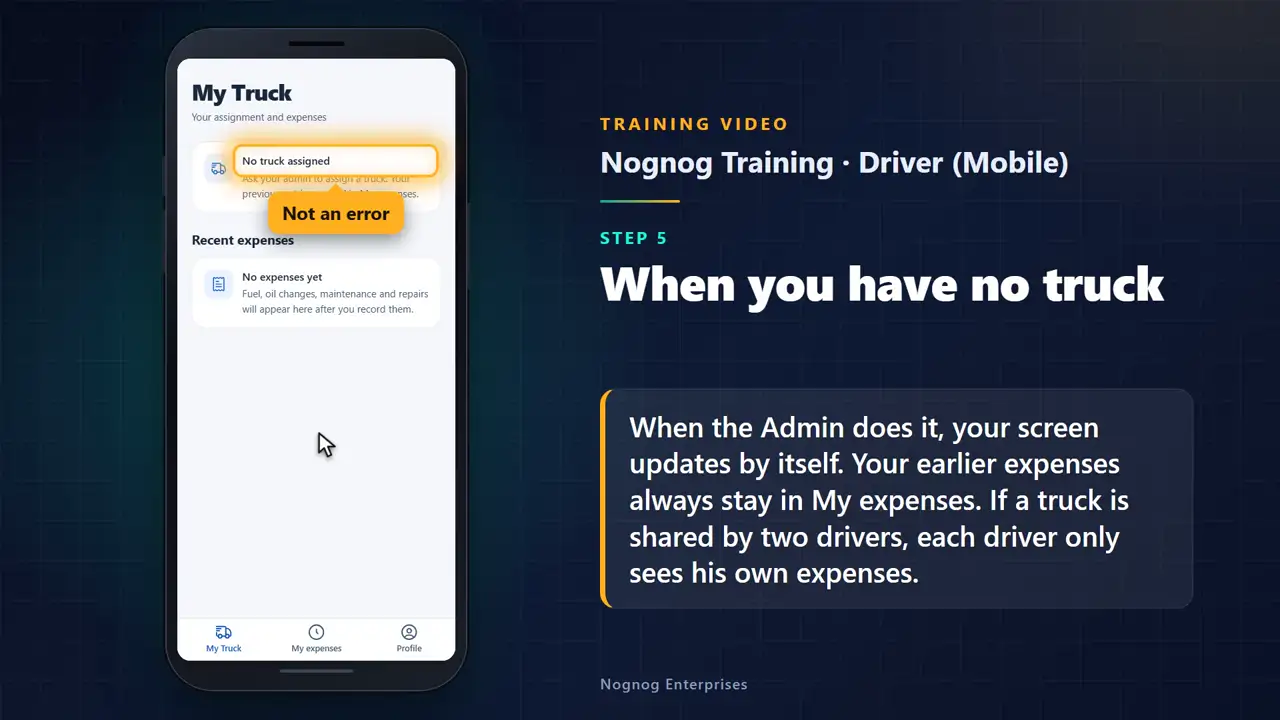 My Truck
Your assignment and expenses
No truck assigned
Ask your admin to assign a truck. Your
Not an error
Recent expenses
No expenses yet
Fuel, oil changes, maintenance and repairs
will appear here after you record them.
My Truck
My expenses
Profile
TRAINING VIDEO
Nognog Training · Driver (Mobile)
STEP 5
When you have no truck
When the Admin does it, your screen
updates by itself. Your earlier expenses
always stay in My expenses. If a truck is
shared by two drivers, each driver only
sees his own expenses.
Nognog Enterprises